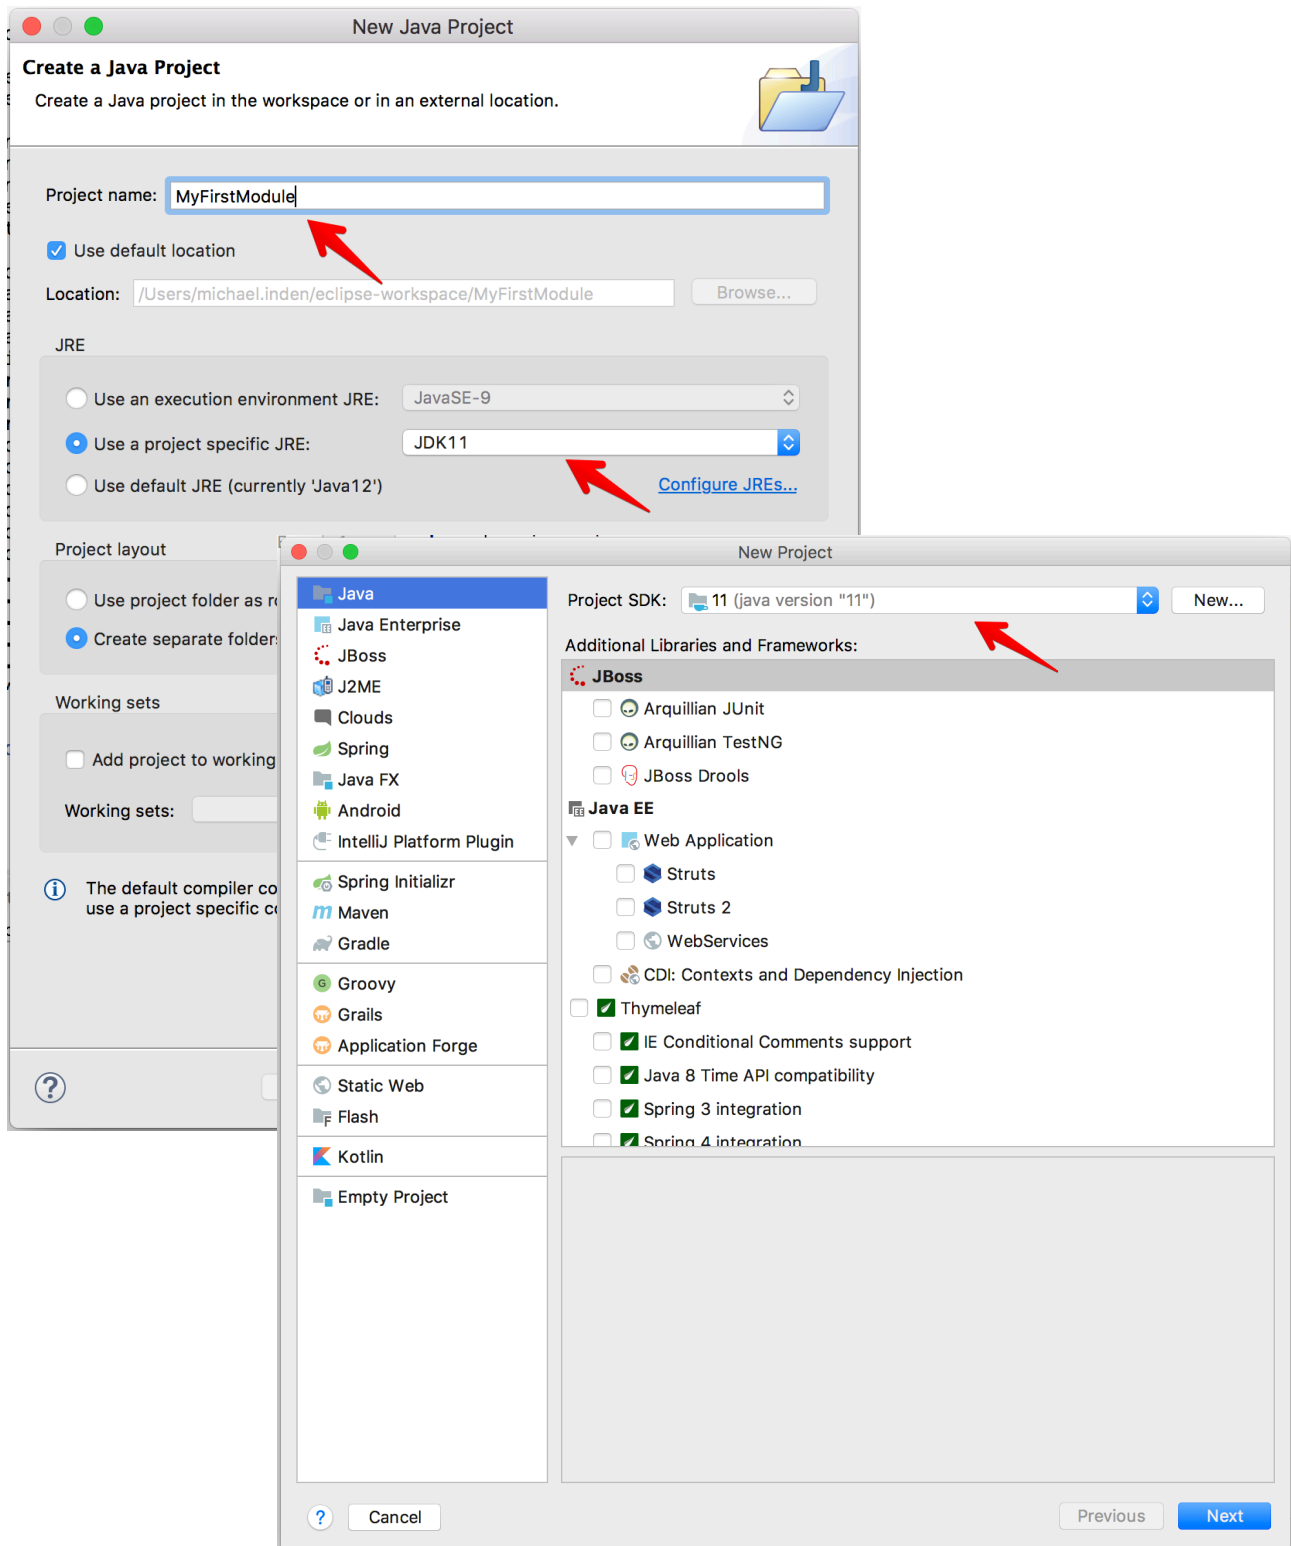 New Java Project
Create a Java Project
Create a Java project in the workspace or in an external location.
Project name: MyFirstModule
Use default location
Location: /Users/michael.inden/eclipse-workspace/MyFirstModule Browse...
JRE
Use an execution environment JRE: JavaSE-9
Use a project specific JRE: JDK11
Use default JRE (currently 'Java12') Configure JREs...
Project layout
Use project folder as
Create separate folders
Working sets
Add project to working
Working sets:
The default compiler
use a project specific
New Project
Java
Java Enterprise
JBoss
J2ME
Clouds
Spring
Java FX
Android
IntelliJ Platform Plugin
Spring Initializr
Maven
Gradle
Groovy
Grails
Application Forge
Static Web
Flash
Kotlin
Empty Project
Project SDK: 11 (java version "11") New...
Additional Libraries and Frameworks:
JBoss
Arquillian JUnit
Arquillian TestNG
JBoss Drools
Java EE
Web Application
Struts
Struts 2
WebServices
CDI: Contexts and Dependency Injection
Thymeleaf
IE Conditional Comments support
Java 8 Time API compatibility
Spring 3 integration
Spring 4 integration
? Cancel Previous Next